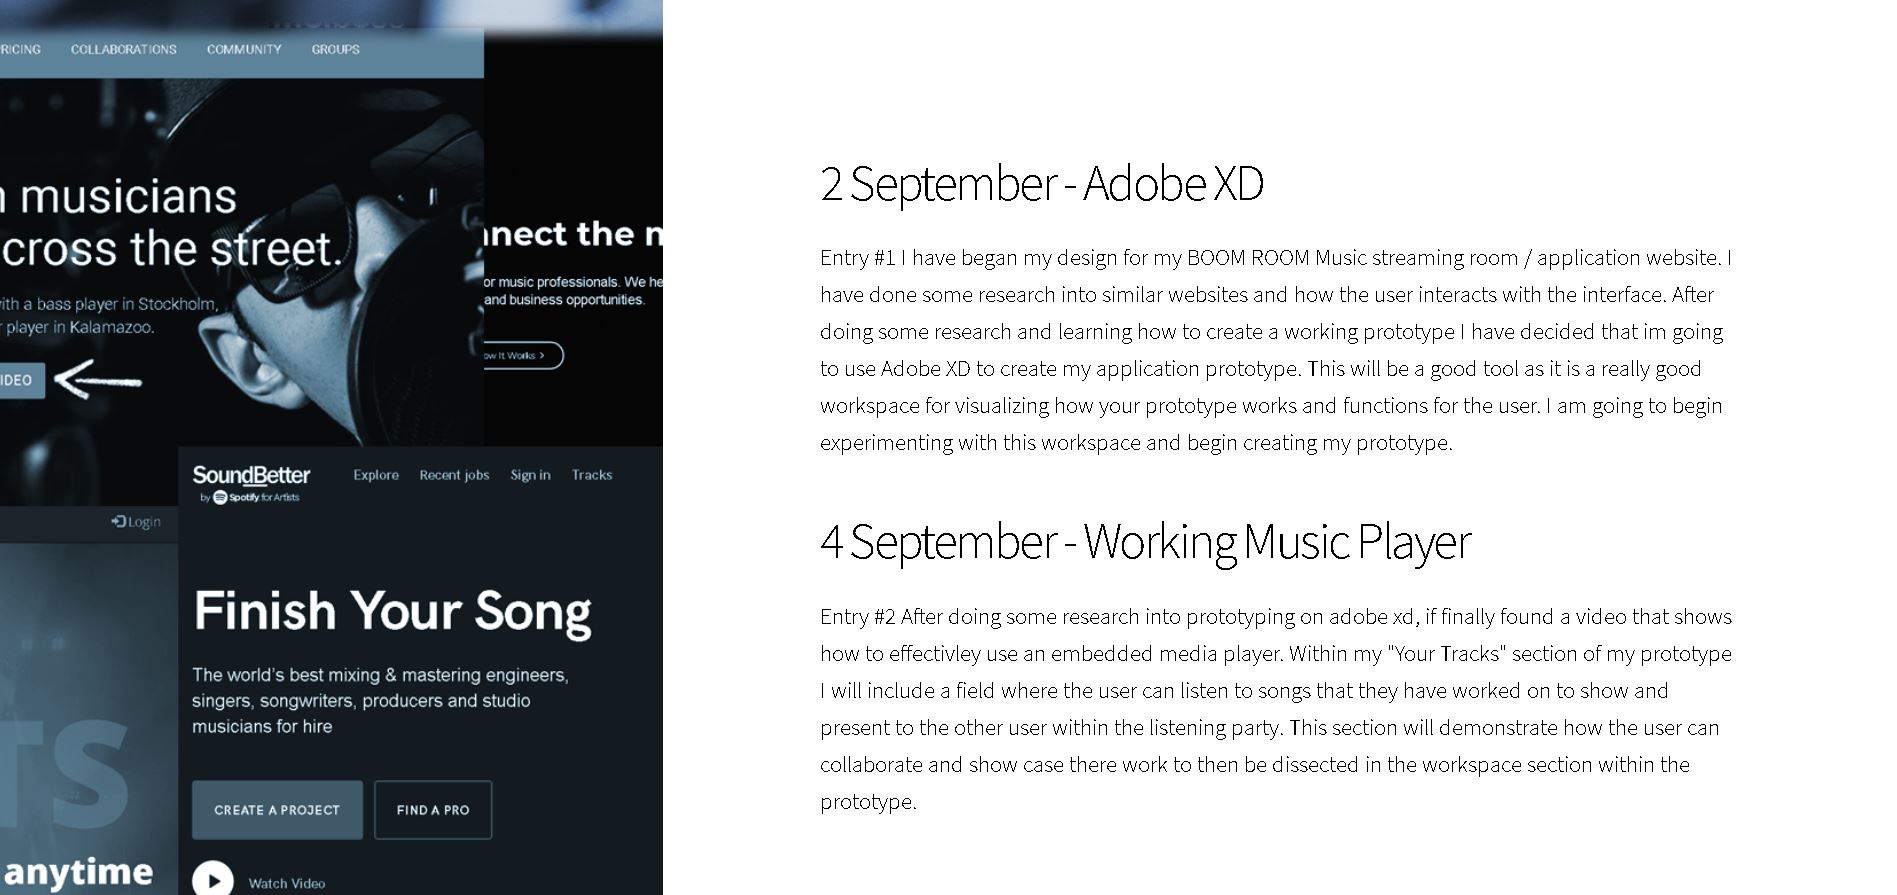 COLLABORATIONS COMMUNITY GROUPS
musicians
the street.
with a bass player in Stockholm,
player in Kalamazoo.
the
or music professionals. We
and business opportunities.
It Works >
SoundBetter
by Spotify for Artists
Explore Recent jobs Sign in Tracks
Login
Finish Your Song
The world's best mixing & mastering engineers,
singers, songwriters, producers and studio
musicians for hire
CREATE A PROJECT FIND A PRO
anytime
Watch Video
2 September - Adobe XD
Entry #1 I have began my design for my BOOM ROOM Music streaming room / application website. I
have done some research into similar websites and how the user interacts with the interface. After
doing some research and learning how to create a working prototype I have decided that im going
to use Adobe XD to create my application prototype. This will be a good tool as it is a really good
workspace for visualizing how your prototype works and functions for the user. I am going to begin
experimenting with this workspace and begin creating my prototype.
4 September - Working Music Player
Entry #2 After doing some research into prototyping on adobe xd, if finally found a video that shows
how to effectivley use an embedded media player. Within my "Your Tracks" section of my prototype
I will include a field where the user can listen to songs that they have worked on to show and
present to the other user within the listening party. This section will demonstrate how the user can
collaborate and show case there work to then be dissected in the workspace section within the
prototype.